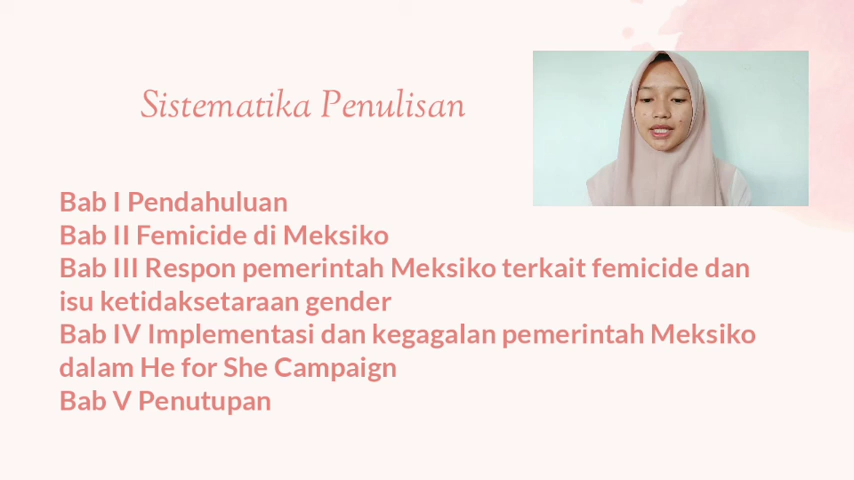 Sistematika Penulisan
Bab I Pendahuluan
Bab II Femicide di Meksiko
Bab III Respon pemerintah Meksiko terkait femicide dan
isu ketidaksetaraan gender
Bab IV Implementasi dan kegagalan pemerintah Meksiko
dalam He for She Campaign
Bab V Penutupan